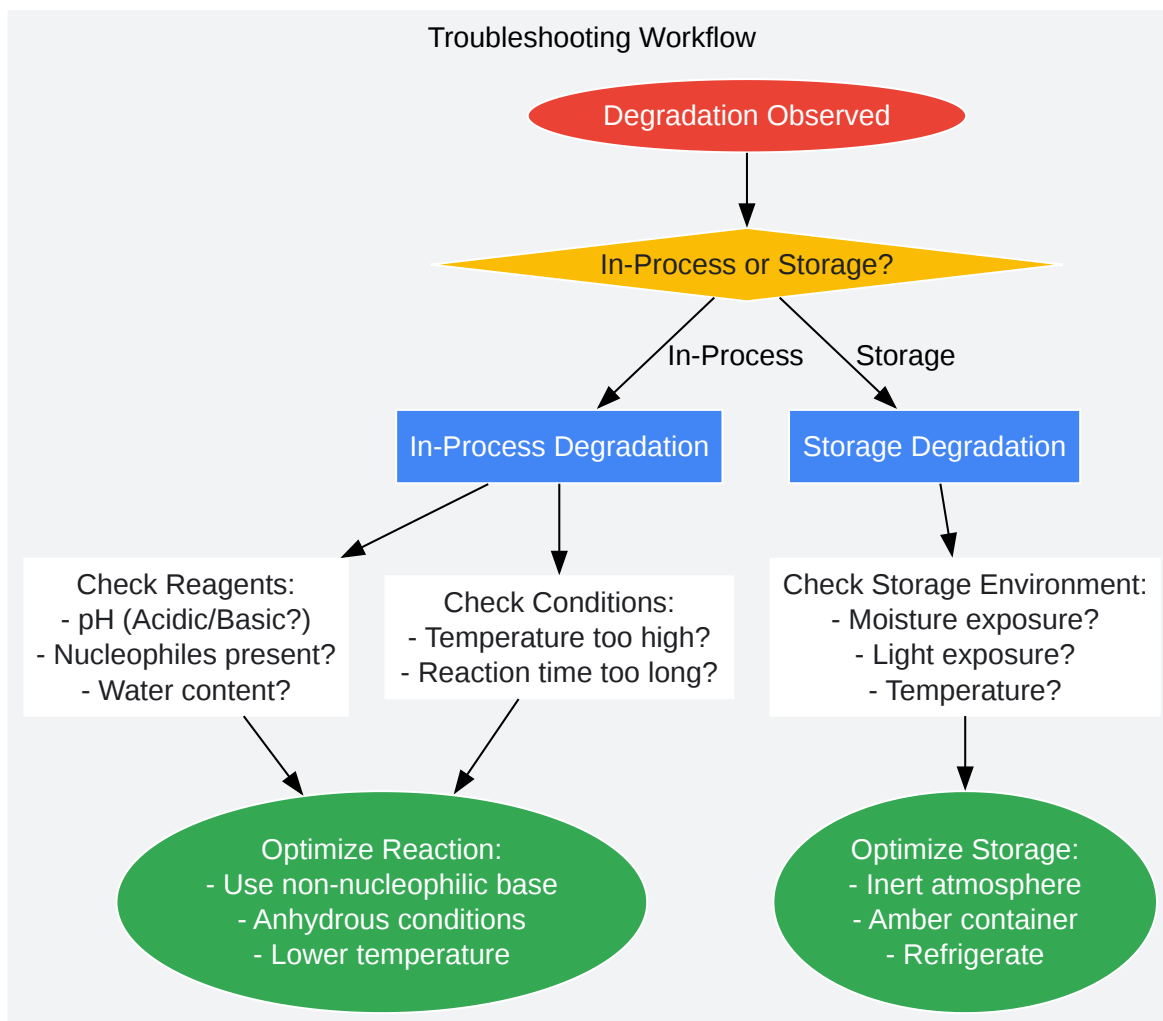 Troubleshooting Workflow
Degradation Observed
In-Process or Storage?
In-Process
Storage
In-Process Degradation
Storage Degradation
Check Reagents:
- pH (Acidic/Basic?)
- Nucleophiles present?
- Water content?
Check Conditions:
- Temperature too high?
- Reaction time too long?
Check Storage Environment:
- Moisture exposure?
- Light exposure?
- Temperature?
Optimize Reaction:
- Use non-nucleophilic base
- Anhydrous conditions
- Lower temperature
Optimize Storage:
- Inert atmosphere
- Amber container
- Refrigerate